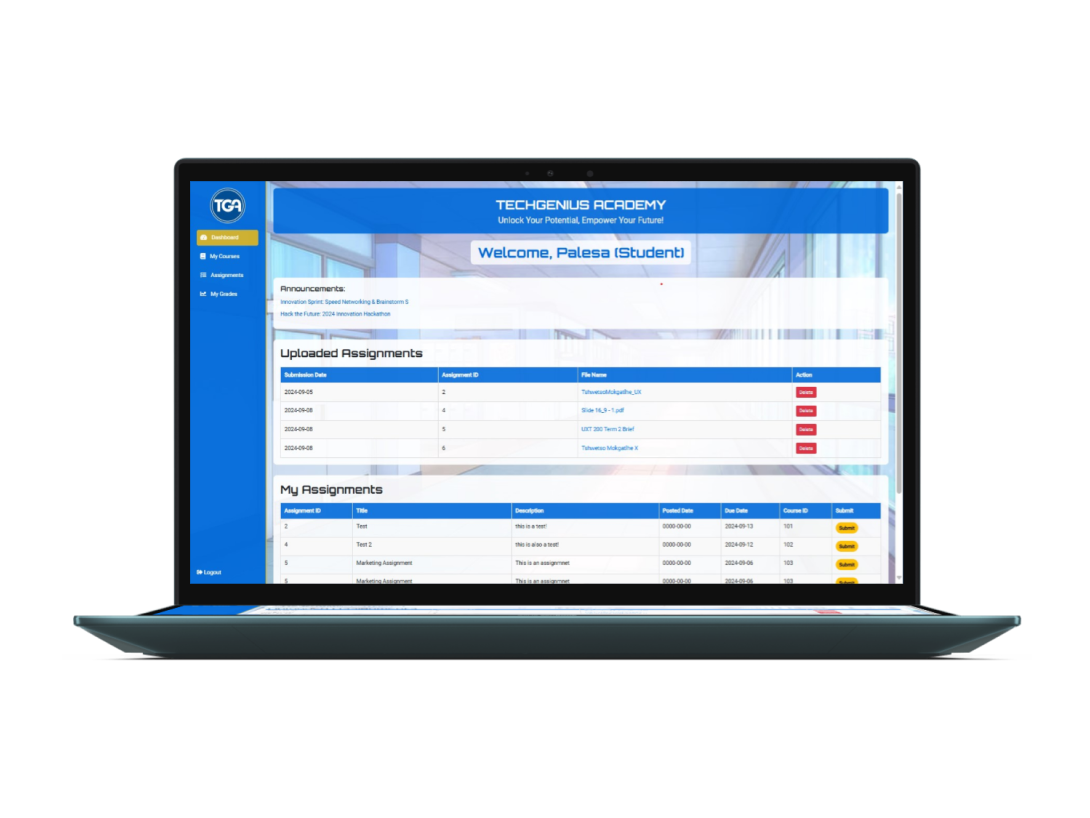 TGA
TECHGENIUS ACADEMY
Unlock Your Potential, Empower Your Future!
Dashboard
My Courses
Assignments
My Grades
Logout
Welcome, Palesa (Student)
Announcements:
Innovation Sprint: Speed Networking & Brainstorm S
Hack the Future: 2024 Innovation Hackathon
Uploaded Assignments
Submission Date Assignment ID File Name Action
2024-09-05 2 TshwetsoMokgatlhe_UX Delete
2024-09-08 4 Slide 16_9 - 1.pdf Delete
2024-09-08 5 UXT 200 Term 2 Brief Delete
2024-09-08 6 Tshwetso Mokgatlhe K Delete
My Assignments
Assignment ID Title Description Posted Date Due Date Course ID Submit
2 Test this is a test! 0000-00-00 2024-09-13 101 Submit
4 Test 2 this is also a test! 0000-00-00 2024-09-12 102 Submit
5 Marketing Assignment This is an assignmnet 0000-00-00 2024-09-06 103 Submit
5 Marketing Assignment This is an assignmnet 0000-00-00 2024-09-06 103 Submit